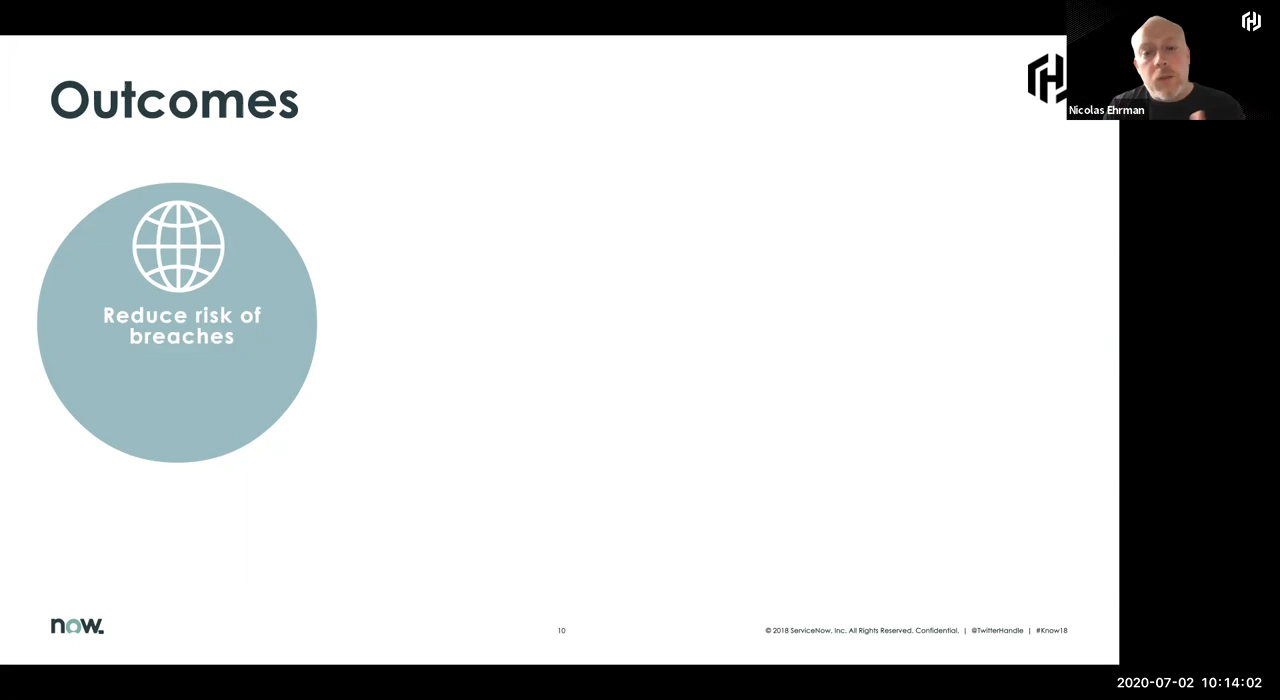 Outcomes
Nicolas Ehrman
Reduce risk of
breaches
now.
10
© 2018 ServiceNow, Inc. All Rights Reserved. Confidential. | @TwitterHandle | #Know18
2020-07-02 10:14:02